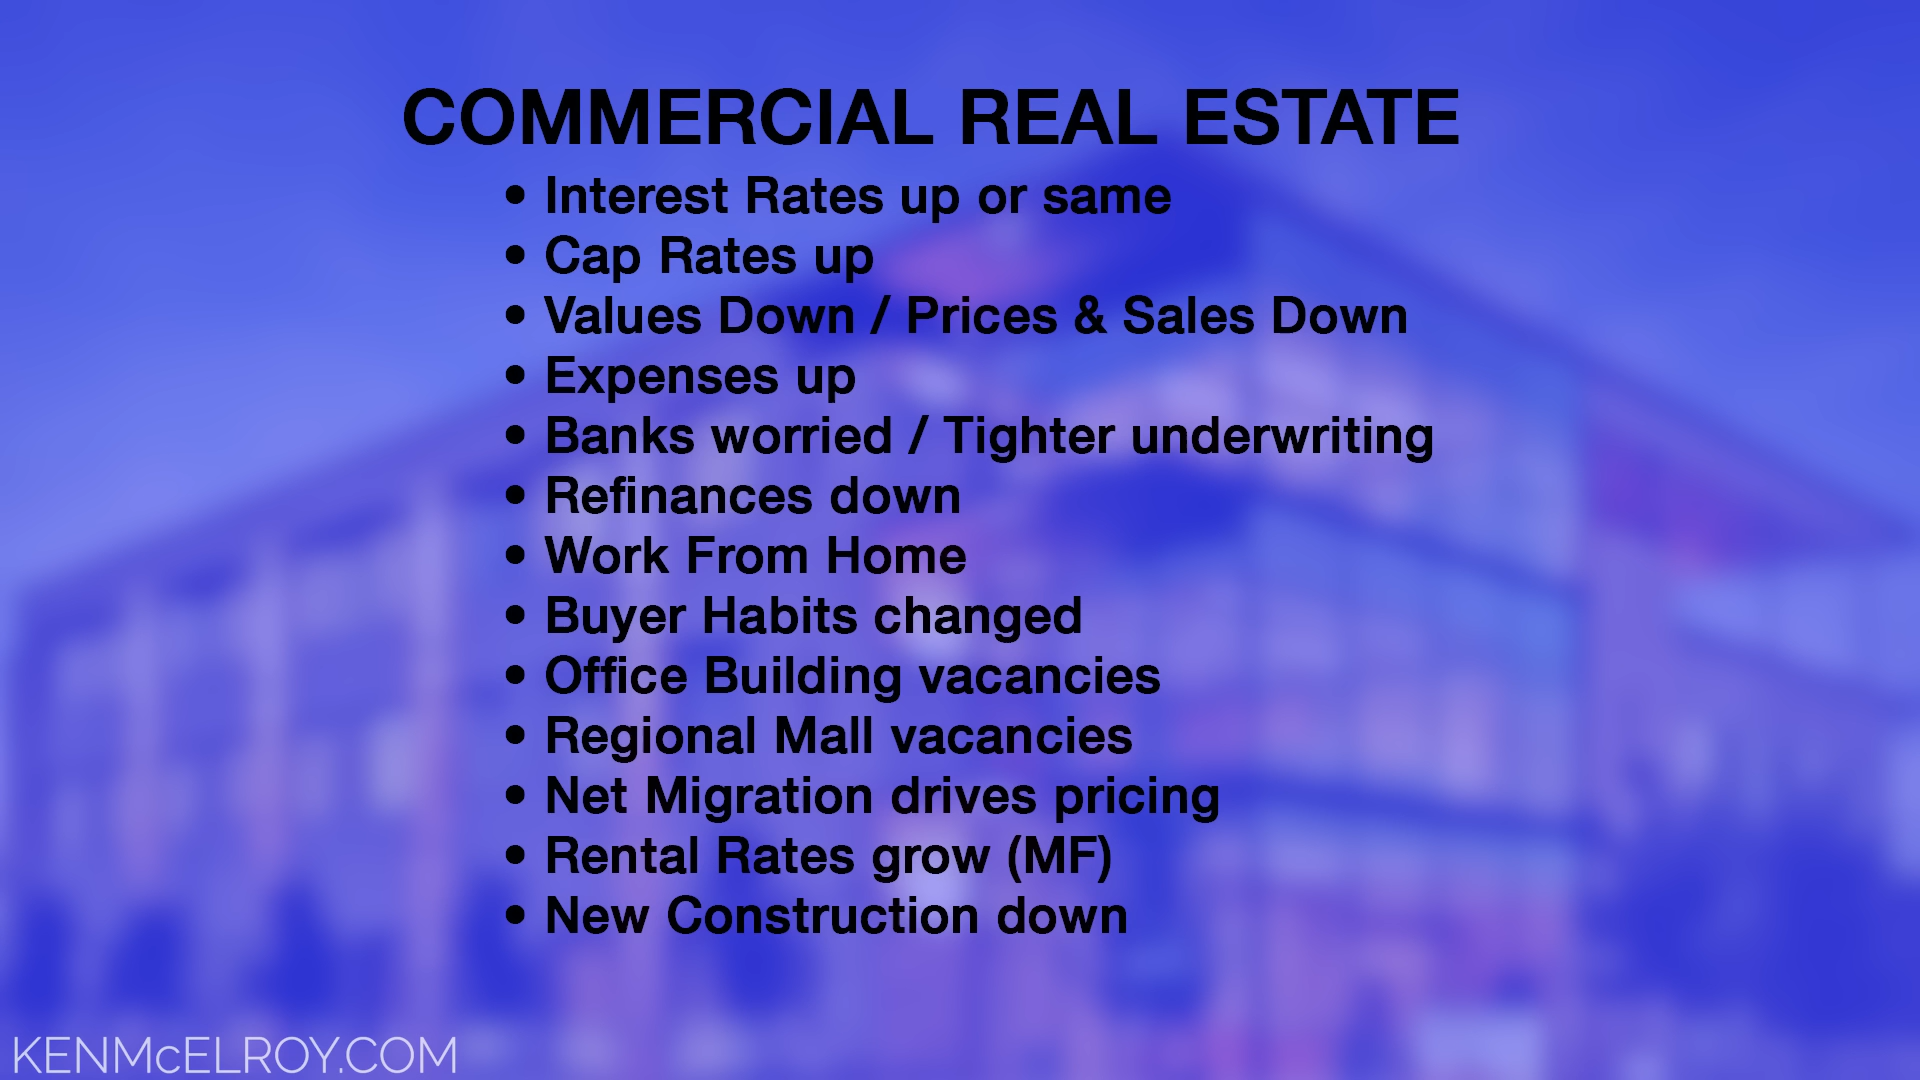 COMMERCIAL REAL ESTATE
• Interest Rates up or same
• Cap Rates up
• Values Down / Prices & Sales Down
• Expenses up
• Banks worried / Tighter underwriting
• Refinances down
• Work From Home
• Buyer Habits changed
• Office Building vacancies
• Regional Mall vacancies
• Net Migration drives pricing
• Rental Rates grow (MF)
• New Construction down
KENMcELROY.COM